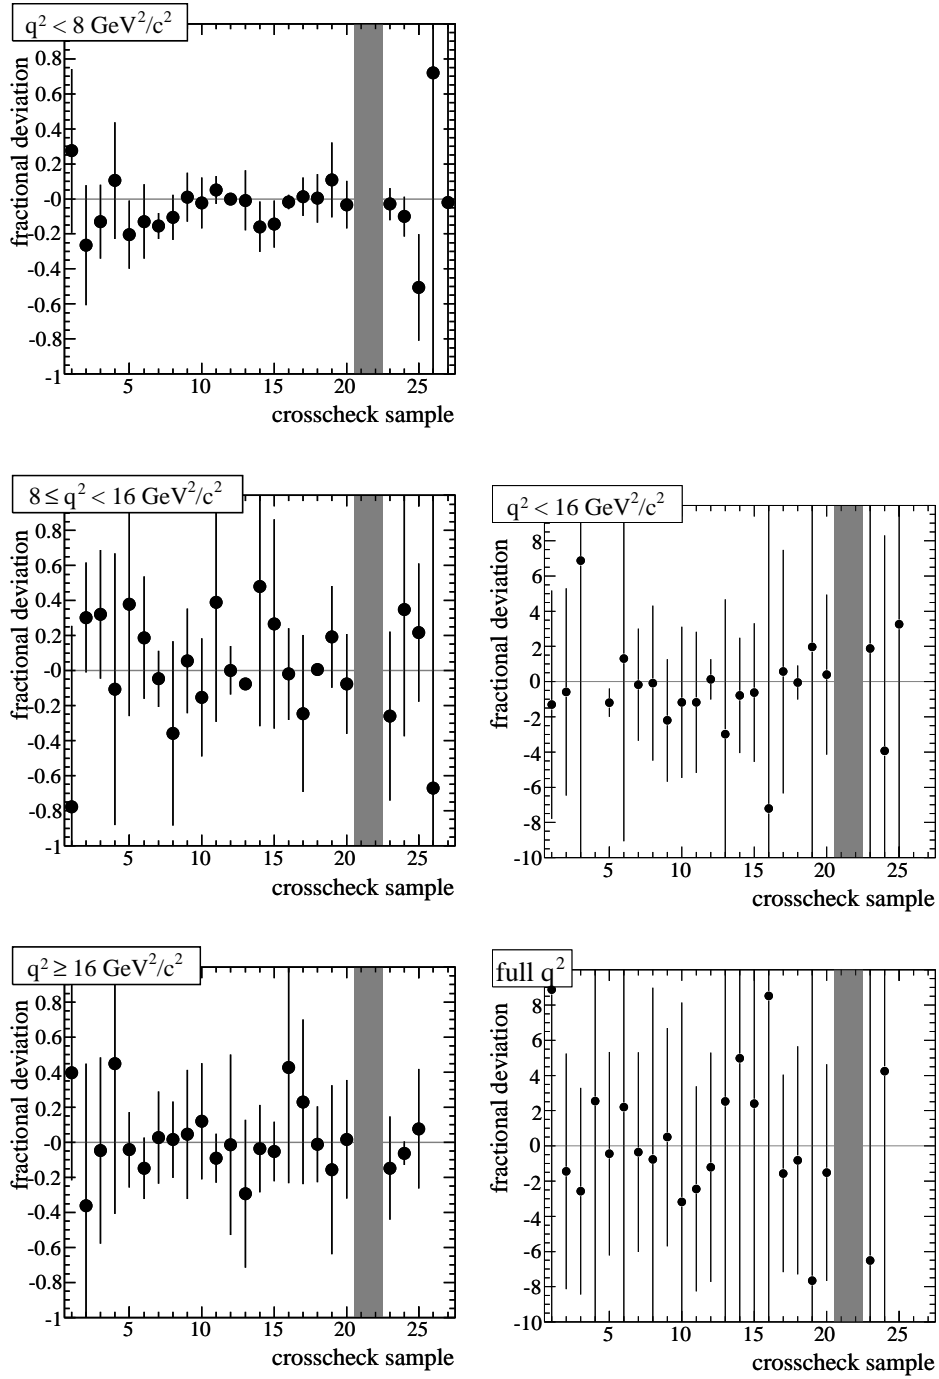 q² < 8 GeV²/c²
fractional deviation
0.8
0.6
0.4
0.2
-0
-0.2
-0.4
-0.6
-0.8
-1
5 10 15 20 25
crosscheck sample
8 ≤ q² < 16 GeV²/c²
fractional deviation
0.8
0.6
0.4
0.2
-0
-0.2
-0.4
-0.6
-0.8
-1
5 10 15 20 25
crosscheck sample
q² < 16 GeV²/c²
fractional deviation
8
6
4
2
0
-2
-4
-6
-8
-10
5 10 15 20 25
crosscheck sample
q² ≥ 16 GeV²/c²
fractional deviation
0.8
0.6
0.4
0.2
-0
-0.2
-0.4
-0.6
-0.8
-1
5 10 15 20 25
crosscheck sample
full q²
fractional deviation
8
6
4
2
0
-2
-4
-6
-8
-10
5 10 15 20 25
crosscheck sample